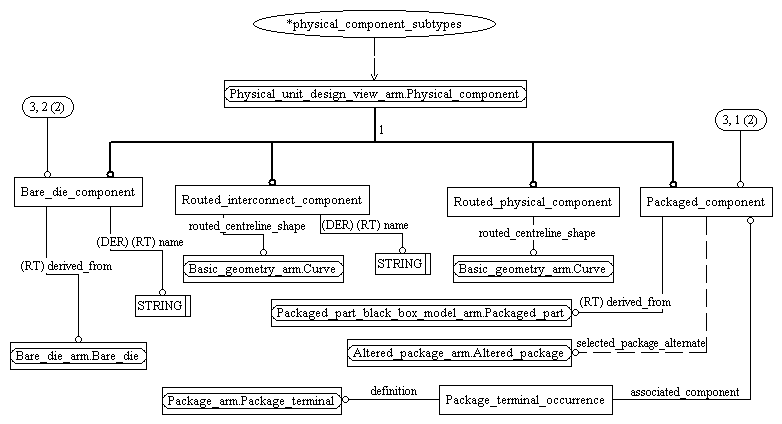 *physical_component_subtypes
Physical_unit_design_view_arm.Physical_component
3, 2 (2)
3, 1 (2)
1
Bare_die_component
Routed_interconnect_component
Routed_physical_component
Packaged_component
routed_centreline_shape
(DER) (RT) name
routed_centreline_shape
(DER) (RT) name
(RT) derived_from
Basic_geometry_arm.Curve
STRING
Basic_geometry_arm.Curve
STRING
(RT) derived_from
Packaged_part_black_box_model_arm.Packaged_part
selected_package_alternate
Bare_die_arm.Bare_die
Altered_package_arm.Altered_package
definition
associated_component
Package_arm.Package_terminal
Package_terminal_occurrence